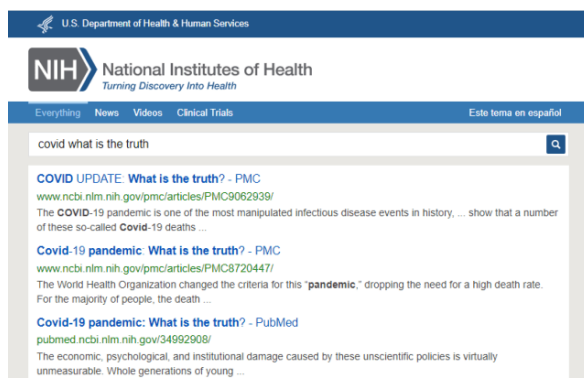 U.S. Department of Health & Human Services
NIH
National Institutes of Health
Turning Discovery Into Health
Everything News Videos Clinical Trials Este tema en español
covid what is the truth
COVID UPDATE: What is the truth? - PMC
www.ncbi.nlm.nih.gov/pmc/articles/PMC9062939/
The COVID-19 pandemic is one of the most manipulated infectious disease events in history, ... show that a number
of these so-called Covid-19 deaths ...
Covid-19 pandemic: What is the truth? - PMC
www.ncbi.nlm.nih.gov/pmc/articles/PMC8720447/
The World Health Organization changed the criteria for this "pandemic," dropping the need for a high death rate.
For the majority of people, the death ...
Covid-19 pandemic: What is the truth? - PubMed
pubmed.ncbi.nlm.nih.gov/34992908/
The economic, psychological, and institutional damage caused by these unscientific policies is virtually
unmeasurable. Whole generations of young ...